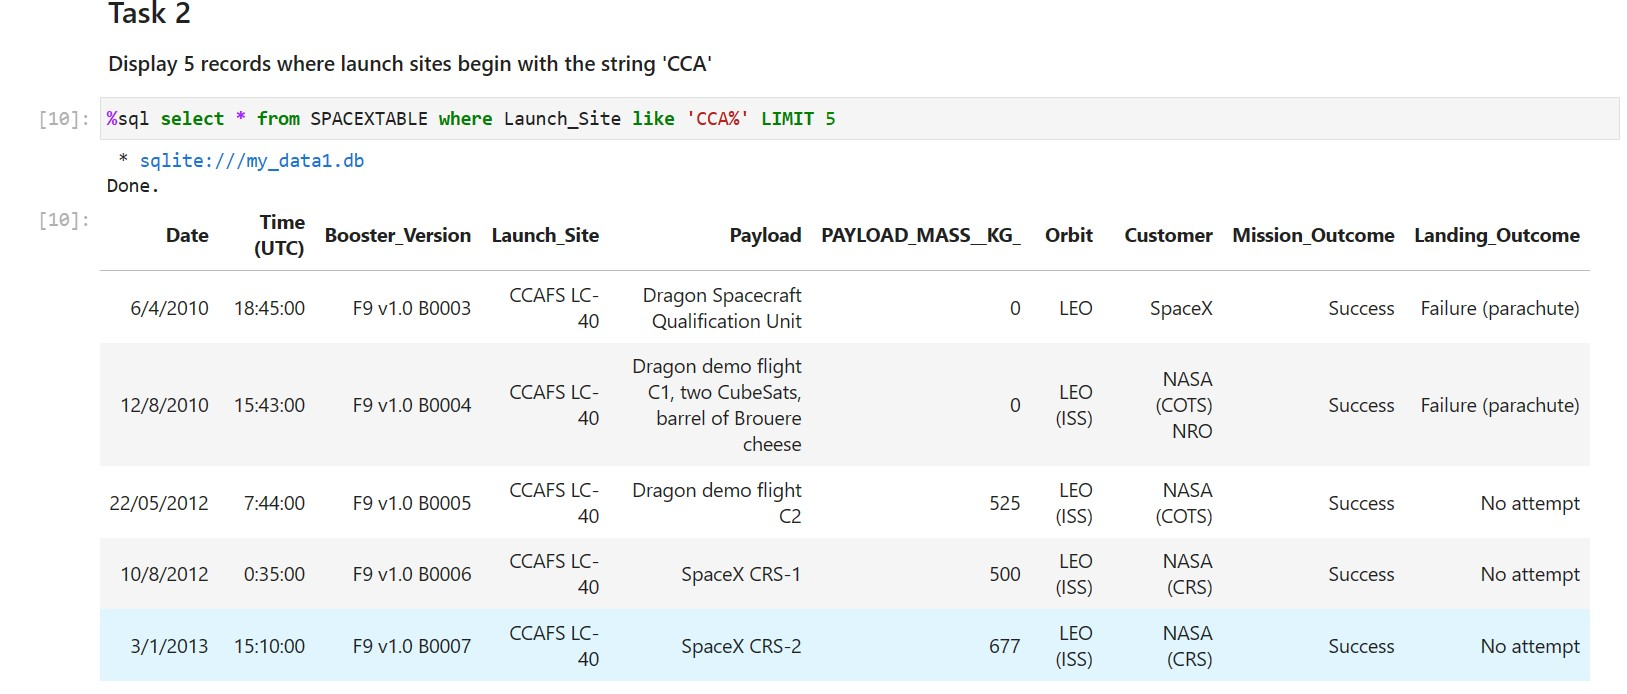 Task 2
Display 5 records where launch sites begin with the string 'CCA'
[10]: %sql select * from SPACEXTABLE where Launch_Site like 'CCA%' LIMIT 5
* sqlite:///my_data1.db
Done.
[10]:
Date Time (UTC) Booster_Version Launch_Site Payload PAYLOAD_MASS__KG_ Orbit Customer Mission_Outcome Landing_Outcome
6/4/2010 18:45:00 F9 v1.0 B0003 CCAFS LC-40 Dragon Spacecraft Qualification Unit 0 LEO SpaceX Success Failure (parachute)
12/8/2010 15:43:00 F9 v1.0 B0004 CCAFS LC-40 Dragon demo flight C1, two CubeSats, barrel of Brouere cheese 0 LEO (ISS) NASA (COTS) NRO Success Failure (parachute)
22/05/2012 7:44:00 F9 v1.0 B0005 CCAFS LC-40 Dragon demo flight C2 525 LEO (ISS) NASA (COTS) Success No attempt
10/8/2012 0:35:00 F9 v1.0 B0006 CCAFS LC-40 SpaceX CRS-1 500 LEO (ISS) NASA (CRS) Success No attempt
3/1/2013 15:10:00 F9 v1.0 B0007 CCAFS LC-40 SpaceX CRS-2 677 LEO (ISS) NASA (CRS) Success No attempt